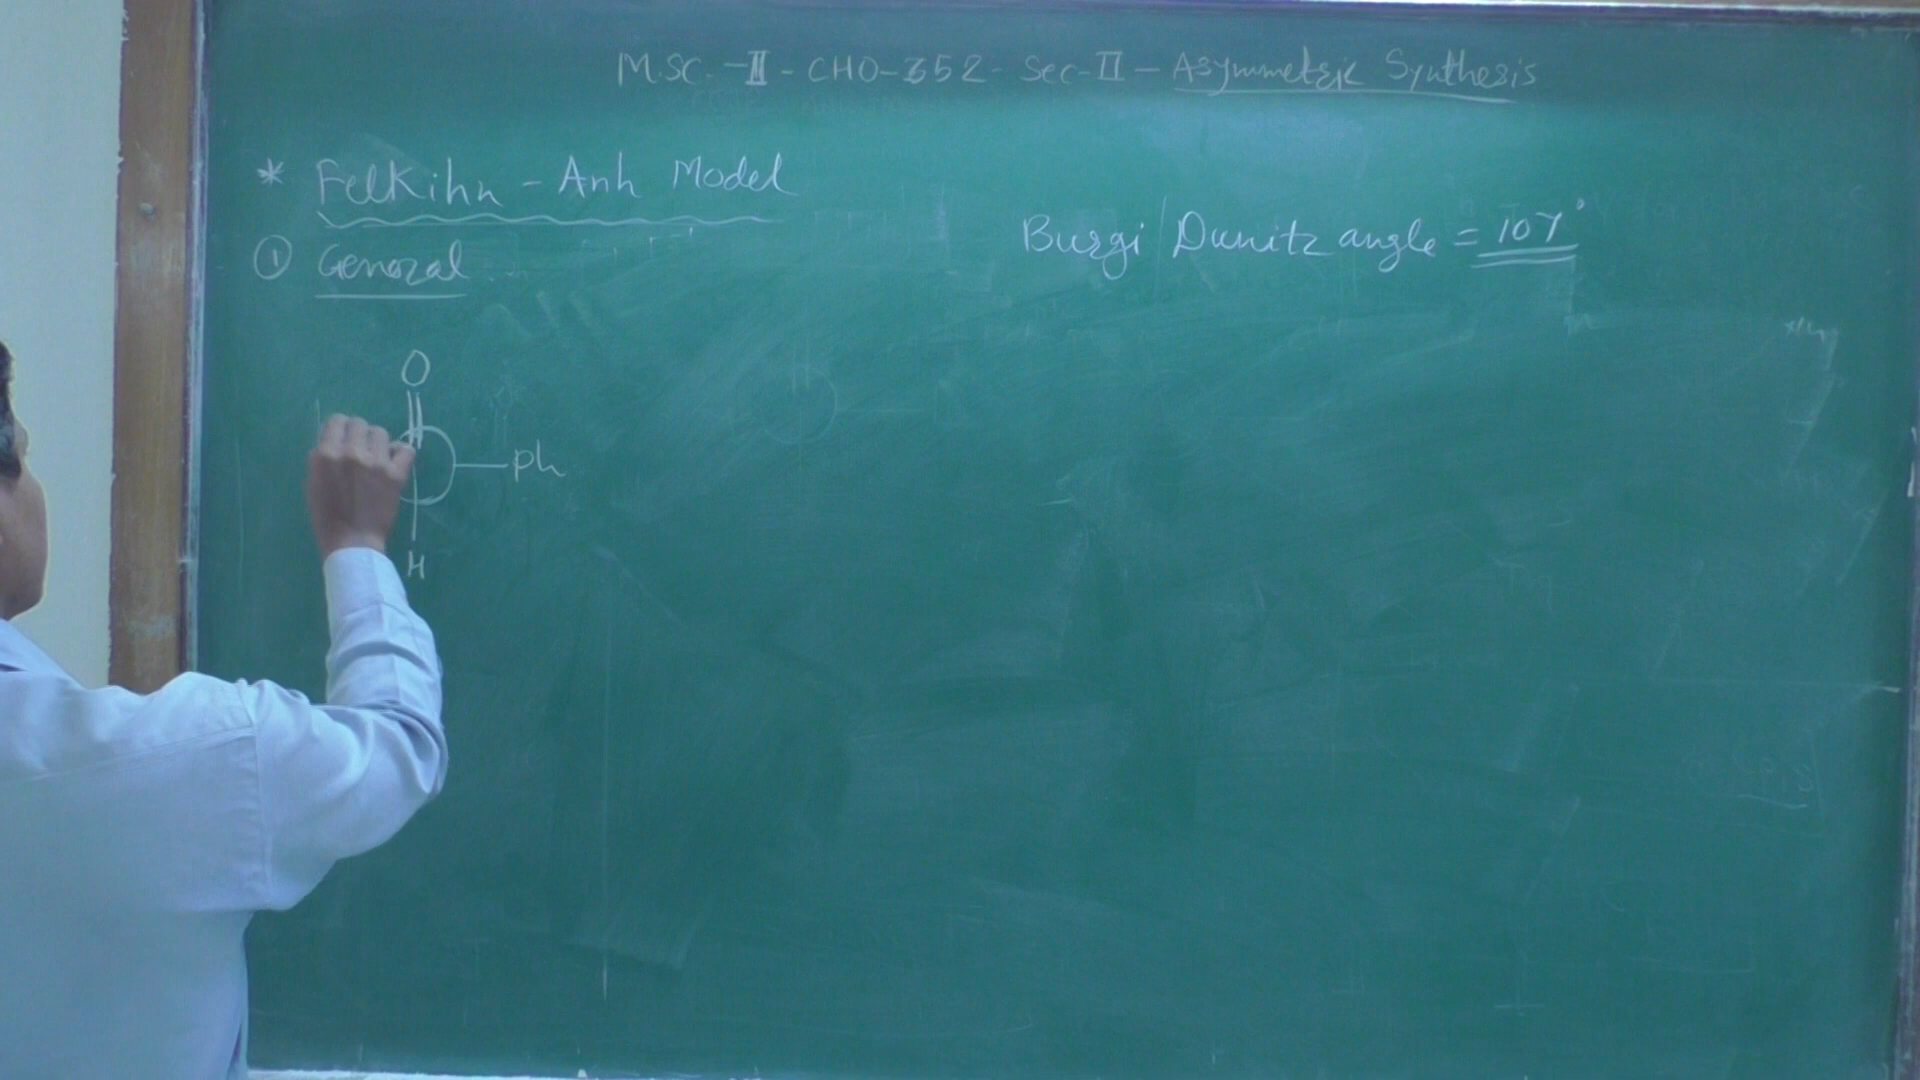 M.SC. - II - CHO-352- Sec-II - Asymmetric Synthesis
* Felkihn - Anh Model
Burgi / Dunitz angle = 107°
① General
O
Ph
H